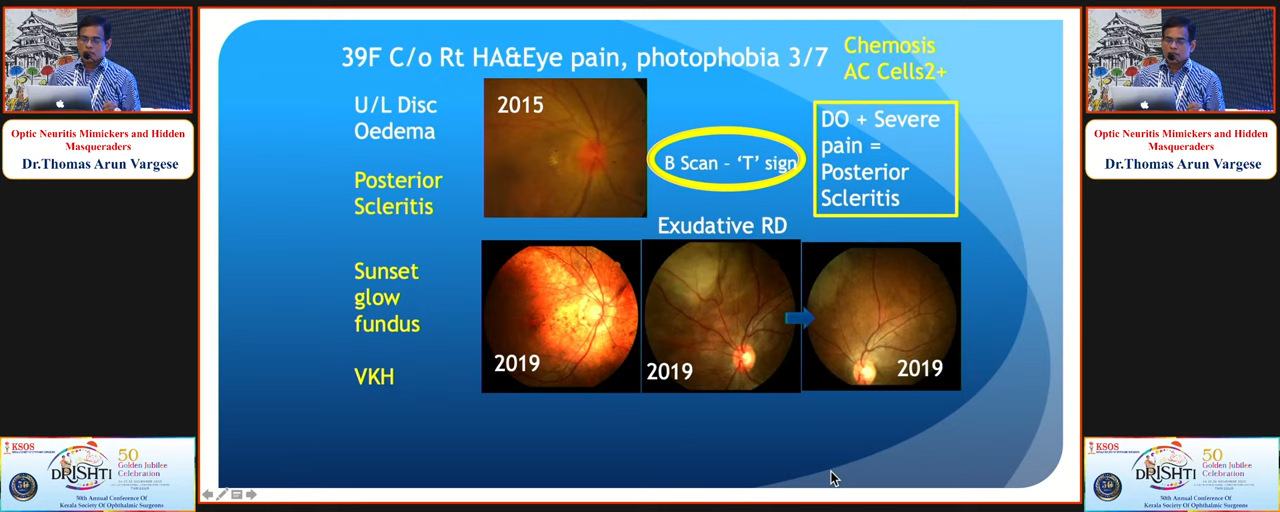 39F C/o Rt HA&Eye pain, photophobia 3/7
Chemosis
AC Cells2+
U/L Disc
Oedema
2015
B Scan - ‘T’ sign
DO + Severe
pain =
Posterior
Scleritis
Posterior
Scleritis
Exudative RD
Sunset
glow
fundus
2019
2019
2019
VKH
Optic Neuritis Mimickers and Hidden
Masqueraders
Dr.Thomas Arun Vargese
KSOS
50
Golden Jubilee
Celebration
DRISHTI
50th Annual Conference Of
Kerala Society Of Ophthalmic Surgeons
Optic Neuritis Mimickers and Hidden
Masqueraders
Dr.Thomas Arun Vargese
KSOS
50
Golden Jubilee
Celebration
DRISHTI
50th Annual Conference Of
Kerala Society Of Ophthalmic Surgeons